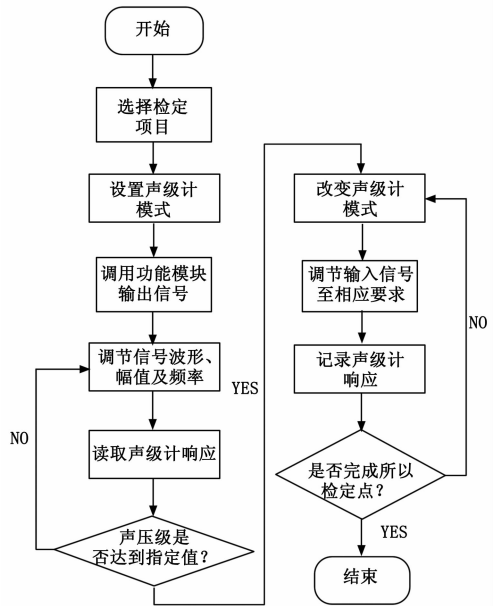 开始
选择检定
项目
设置声级计
模式
调用功能模块
输出信号
调节信号波形、
幅值及频率
NO
读取声级计响应
声压级是
否达到指定值？
YES
改变声级计
模式
调节输入信号
至相应要求
NO
记录声级计
响应
是否完成所以
检定点？
YES
结束